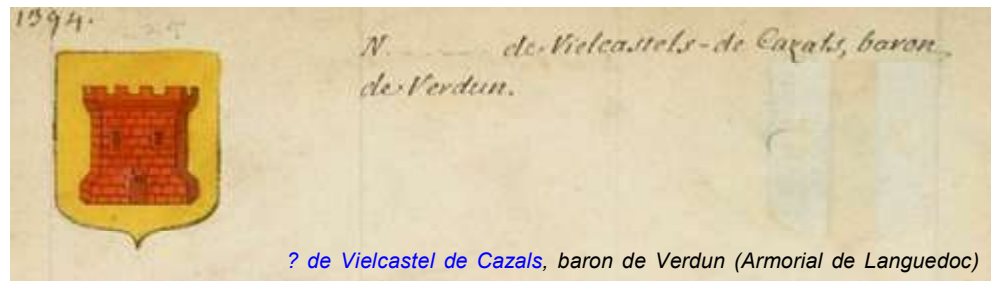 1394.
N ........ de Vielcastels-de Cazals, baron
de Verdun.
? de Vielcastel de Cazals, baron de Verdun (Armorial de Languedoc)